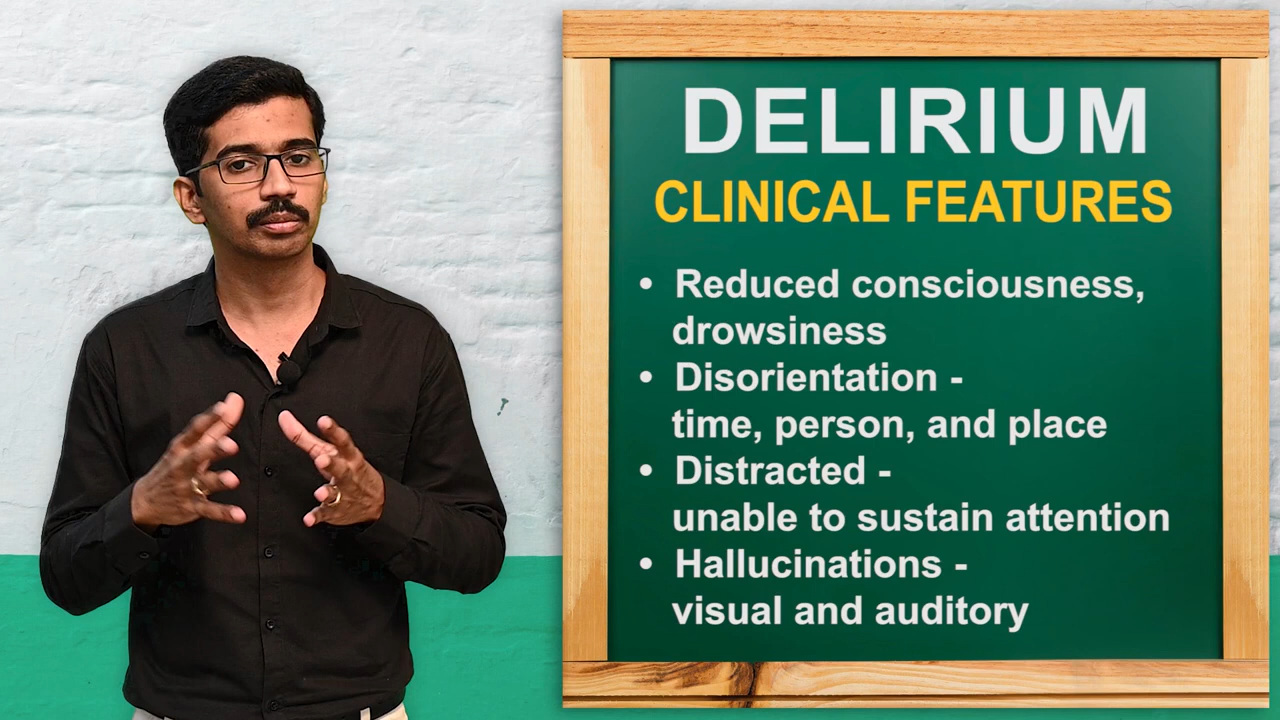 DELIRIUM
CLINICAL FEATURES
• Reduced consciousness,
drowsiness
• Disorientation -
time, person, and place
• Distracted -
unable to sustain attention
• Hallucinations -
visual and auditory